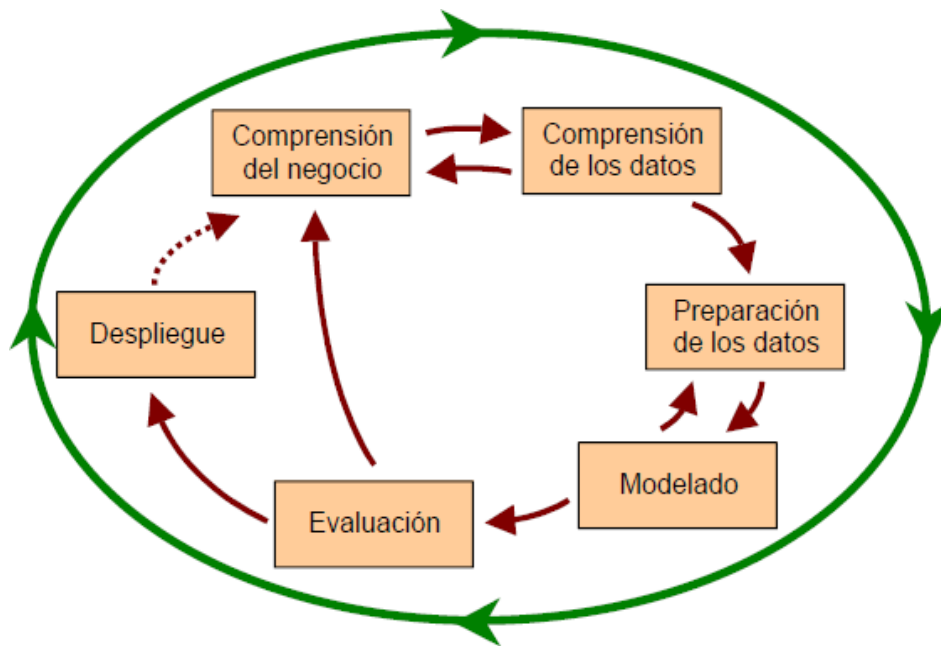 Comprensión
del negocio
Comprensión
de los datos
Preparación
de los datos
Modelado
Evaluación
Despliegue